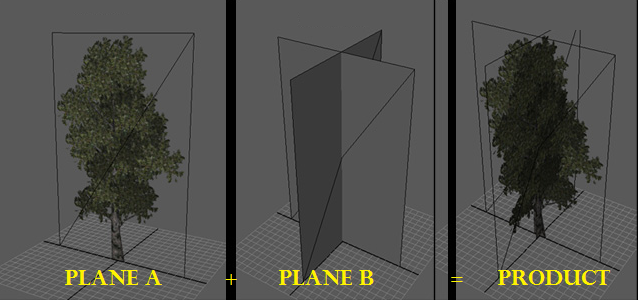 PLANE A + PLANE B = PRODUCT